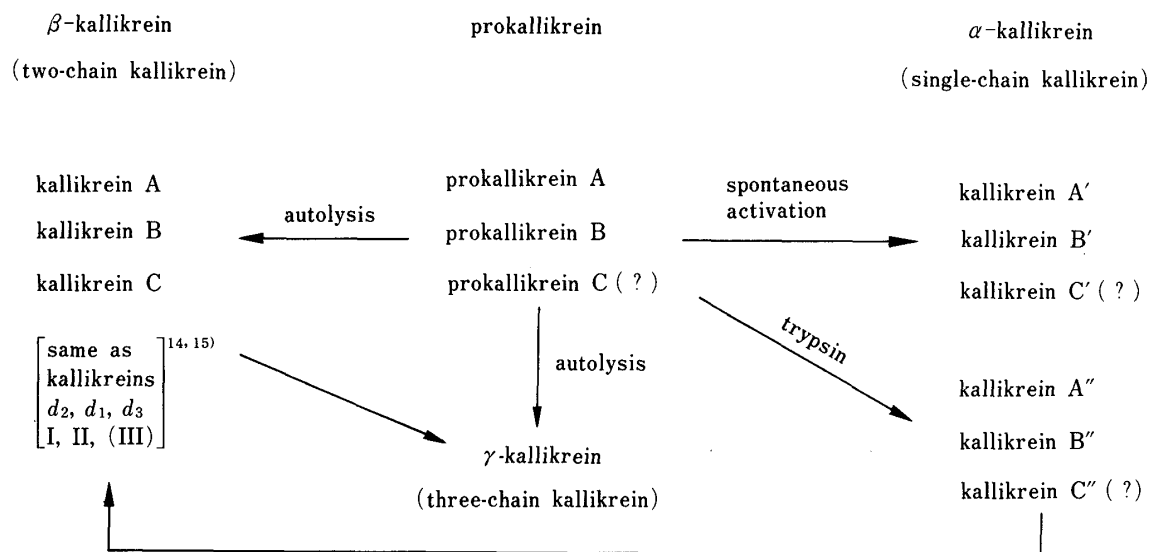 β-kallikrein
(two-chain kallikrein)
prokallikrein
α-kallikrein
(single-chain kallikrein)
kallikrein A
kallikrein B
kallikrein C
[same as
kallikreins
d₂, d₁, d₃
I, II, (III)]¹⁴, ¹⁵⁾
autolysis
prokallikrein A
prokallikrein B
prokallikrein C (?)
spontaneous
activation
kallikrein A′
kallikrein B′
kallikrein C′ (?)
autolysis
trypsin
kallikrein A″
kallikrein B″
kallikrein C″ (?)
γ-kallikrein
(three-chain kallikrein)